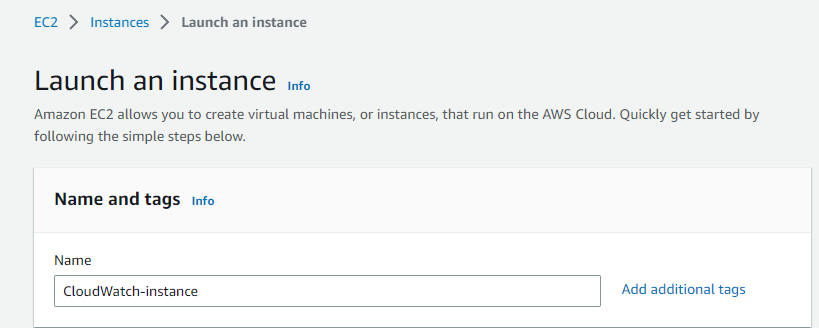 EC2 > Instances > Launch an instance
Launch an instance Info
Amazon EC2 allows you to create virtual machines, or instances, that run on the AWS Cloud. Quickly get started by
following the simple steps below.
Name and tags Info
Name
CloudWatch-instance Add additional tags